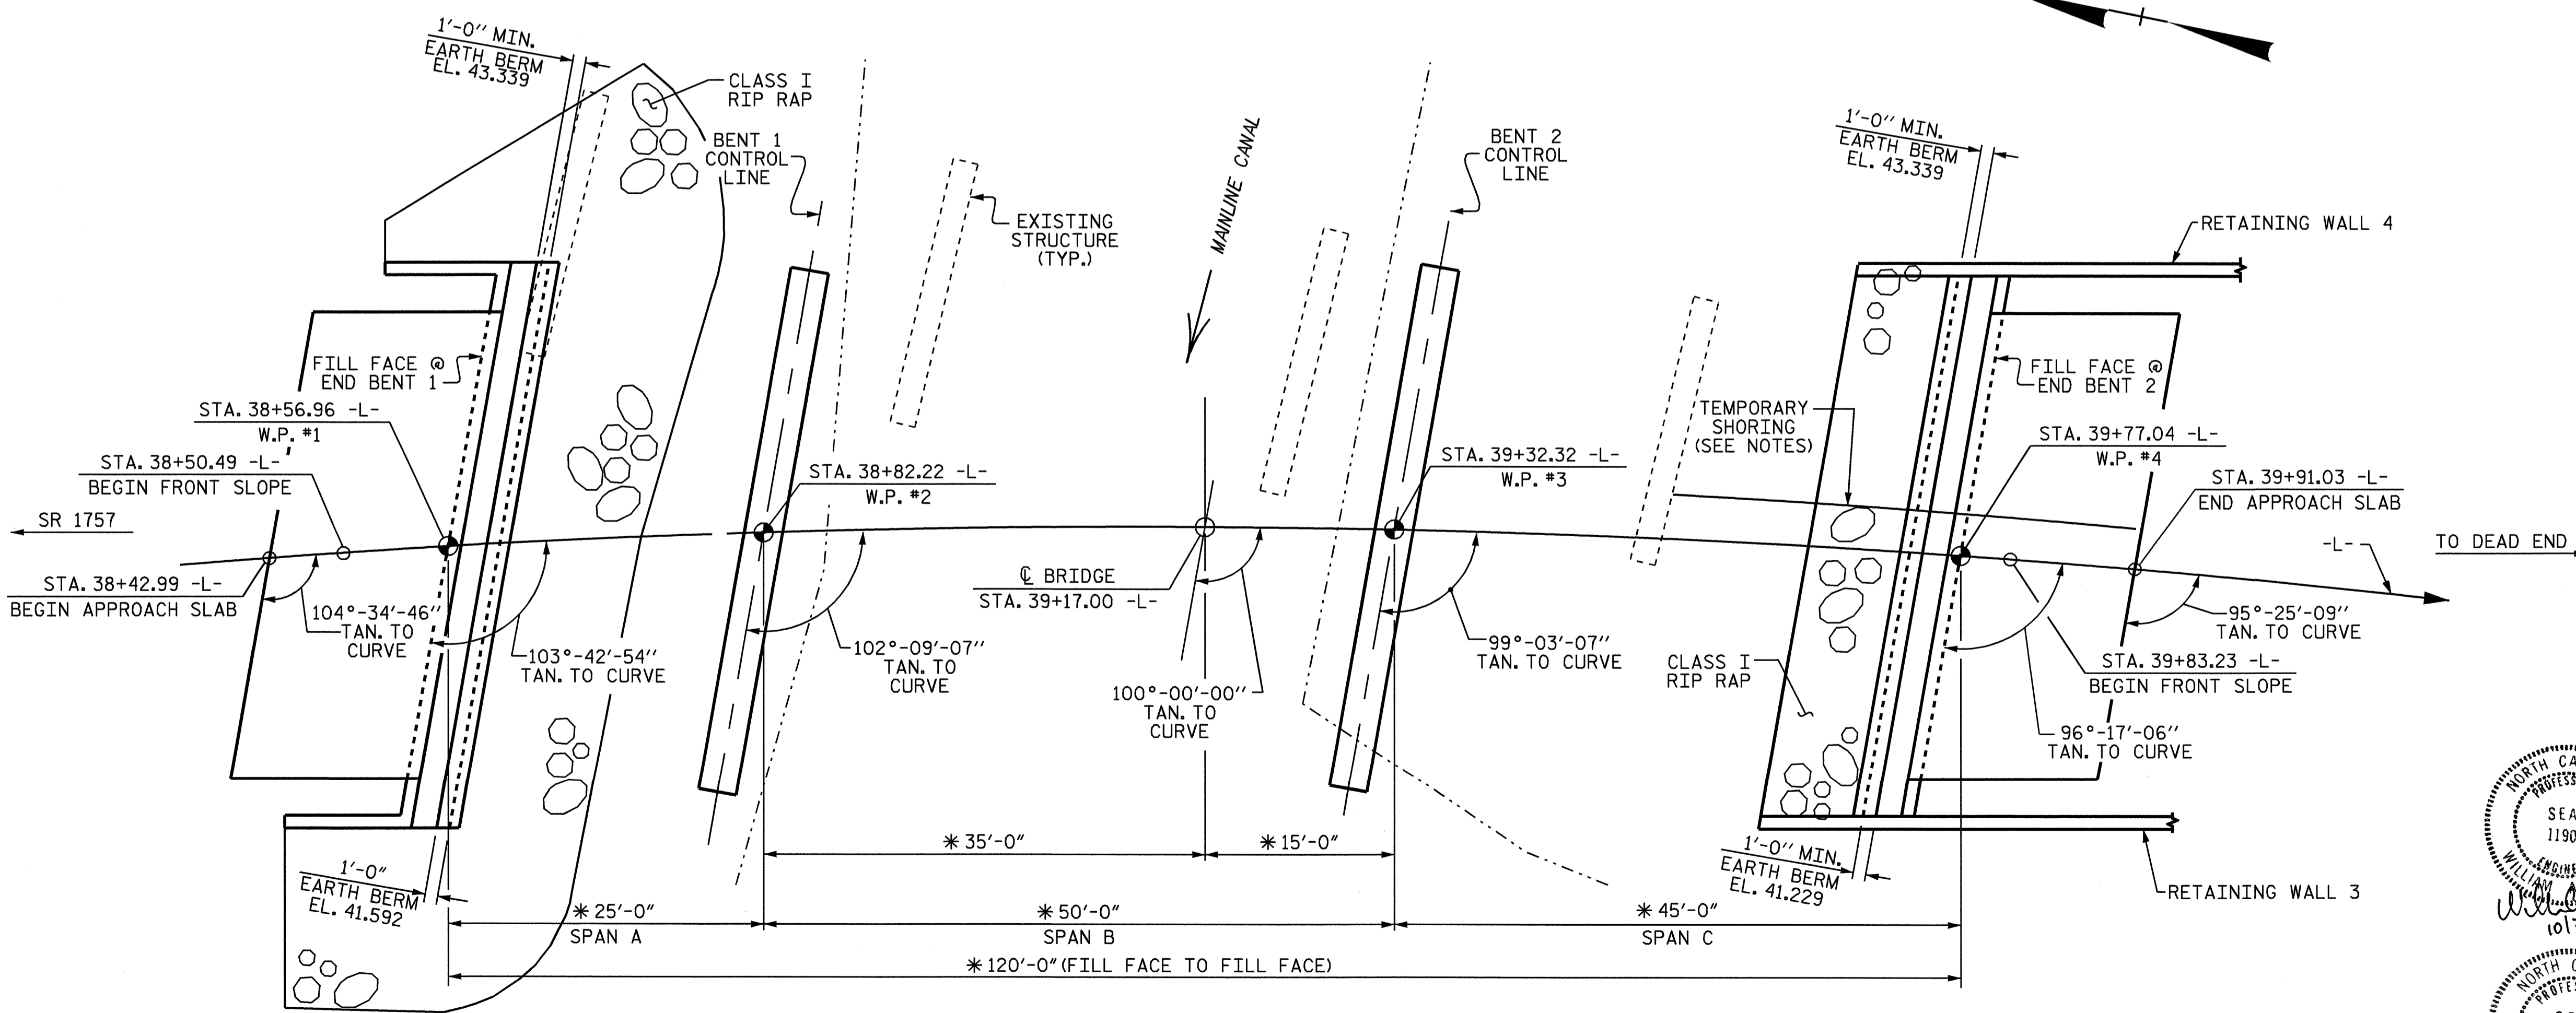 1'-0" MIN.
EARTH BERM
EL. 43.339
CLASS I
RIP RAP
BENT 1
CONTROL
LINE
EXISTING
STRUCTURE
(TYP.)
MAINLINE CANAL
BENT 2
CONTROL
LINE
1'-0" MIN.
EARTH BERM
EL. 43.339
RETAINING WALL 4
FILL FACE @
END BENT 1
STA. 38+56.96 -L-
W.P. #1
STA. 38+50.49 -L-
BEGIN FRONT SLOPE
SR 1757
STA. 38+42.99 -L-
BEGIN APPROACH SLAB
104°-34'-46"
TAN. TO
CURVE
103°-42'-54"
TAN. TO CURVE
STA. 38+82.22 -L-
W.P. #2
102°-09'-07"
TAN. TO
CURVE
℄ BRIDGE
STA. 39+17.00 -L-
100°-00'-00"
TAN. TO
CURVE
STA. 39+32.32 -L-
W.P. #3
99°-03'-07"
TAN. TO CURVE
TEMPORARY
SHORING
(SEE NOTES)
FILL FACE @
END BENT 2
STA. 39+77.04 -L-
W.P. #4
STA. 39+91.03 -L-
END APPROACH SLAB
-L-
TO DEAD END
95°-25'-09"
TAN. TO CURVE
STA. 39+83.23 -L-
BEGIN FRONT SLOPE
96°-17'-06"
TAN. TO CURVE
CLASS I
RIP RAP
1'-0"
EARTH BERM
EL. 41.592
1'-0" MIN.
EARTH BERM
EL. 41.229
RETAINING WALL 3
* 35'-0"
* 15'-0"
* 25'-0"
SPAN A
* 50'-0"
SPAN B
* 45'-0"
SPAN C
* 120'-0" (FILL FACE TO FILL FACE)
NORTH CA
PROFESS
SEA
1190
ENGINE
WILLIAM
NORTH C
PROFES